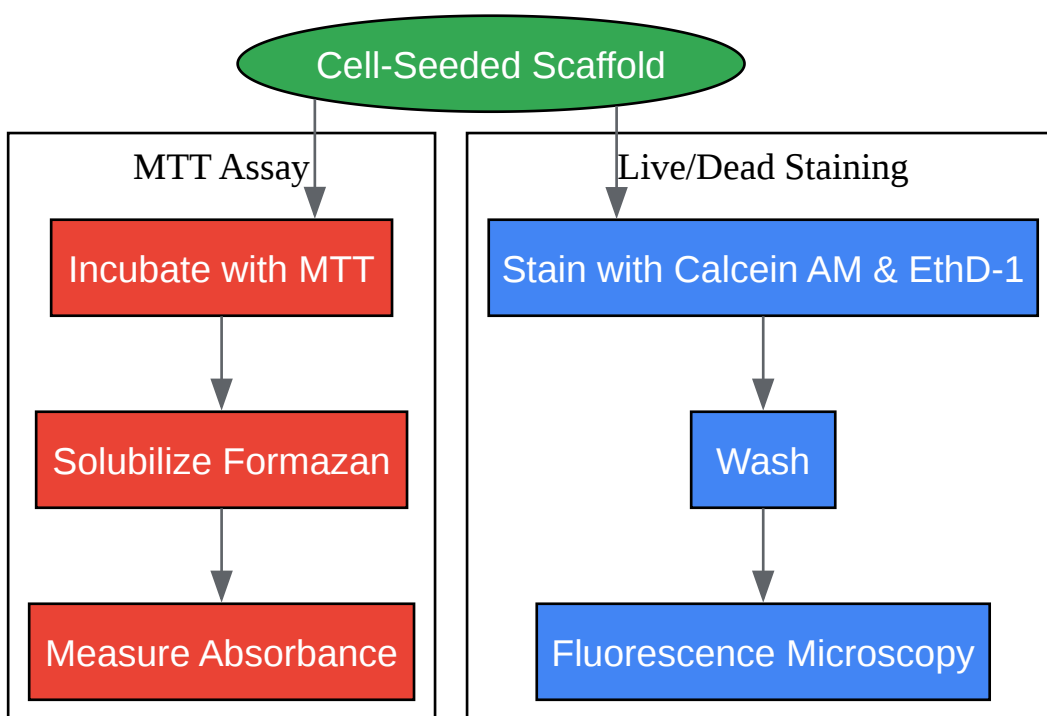 Cell-Seeded Scaffold
MTT Assay
Incubate with MTT
Solubilize Formazan
Measure Absorbance
Live/Dead Staining
Stain with Calcein AM & EthD-1
Wash
Fluorescence Microscopy